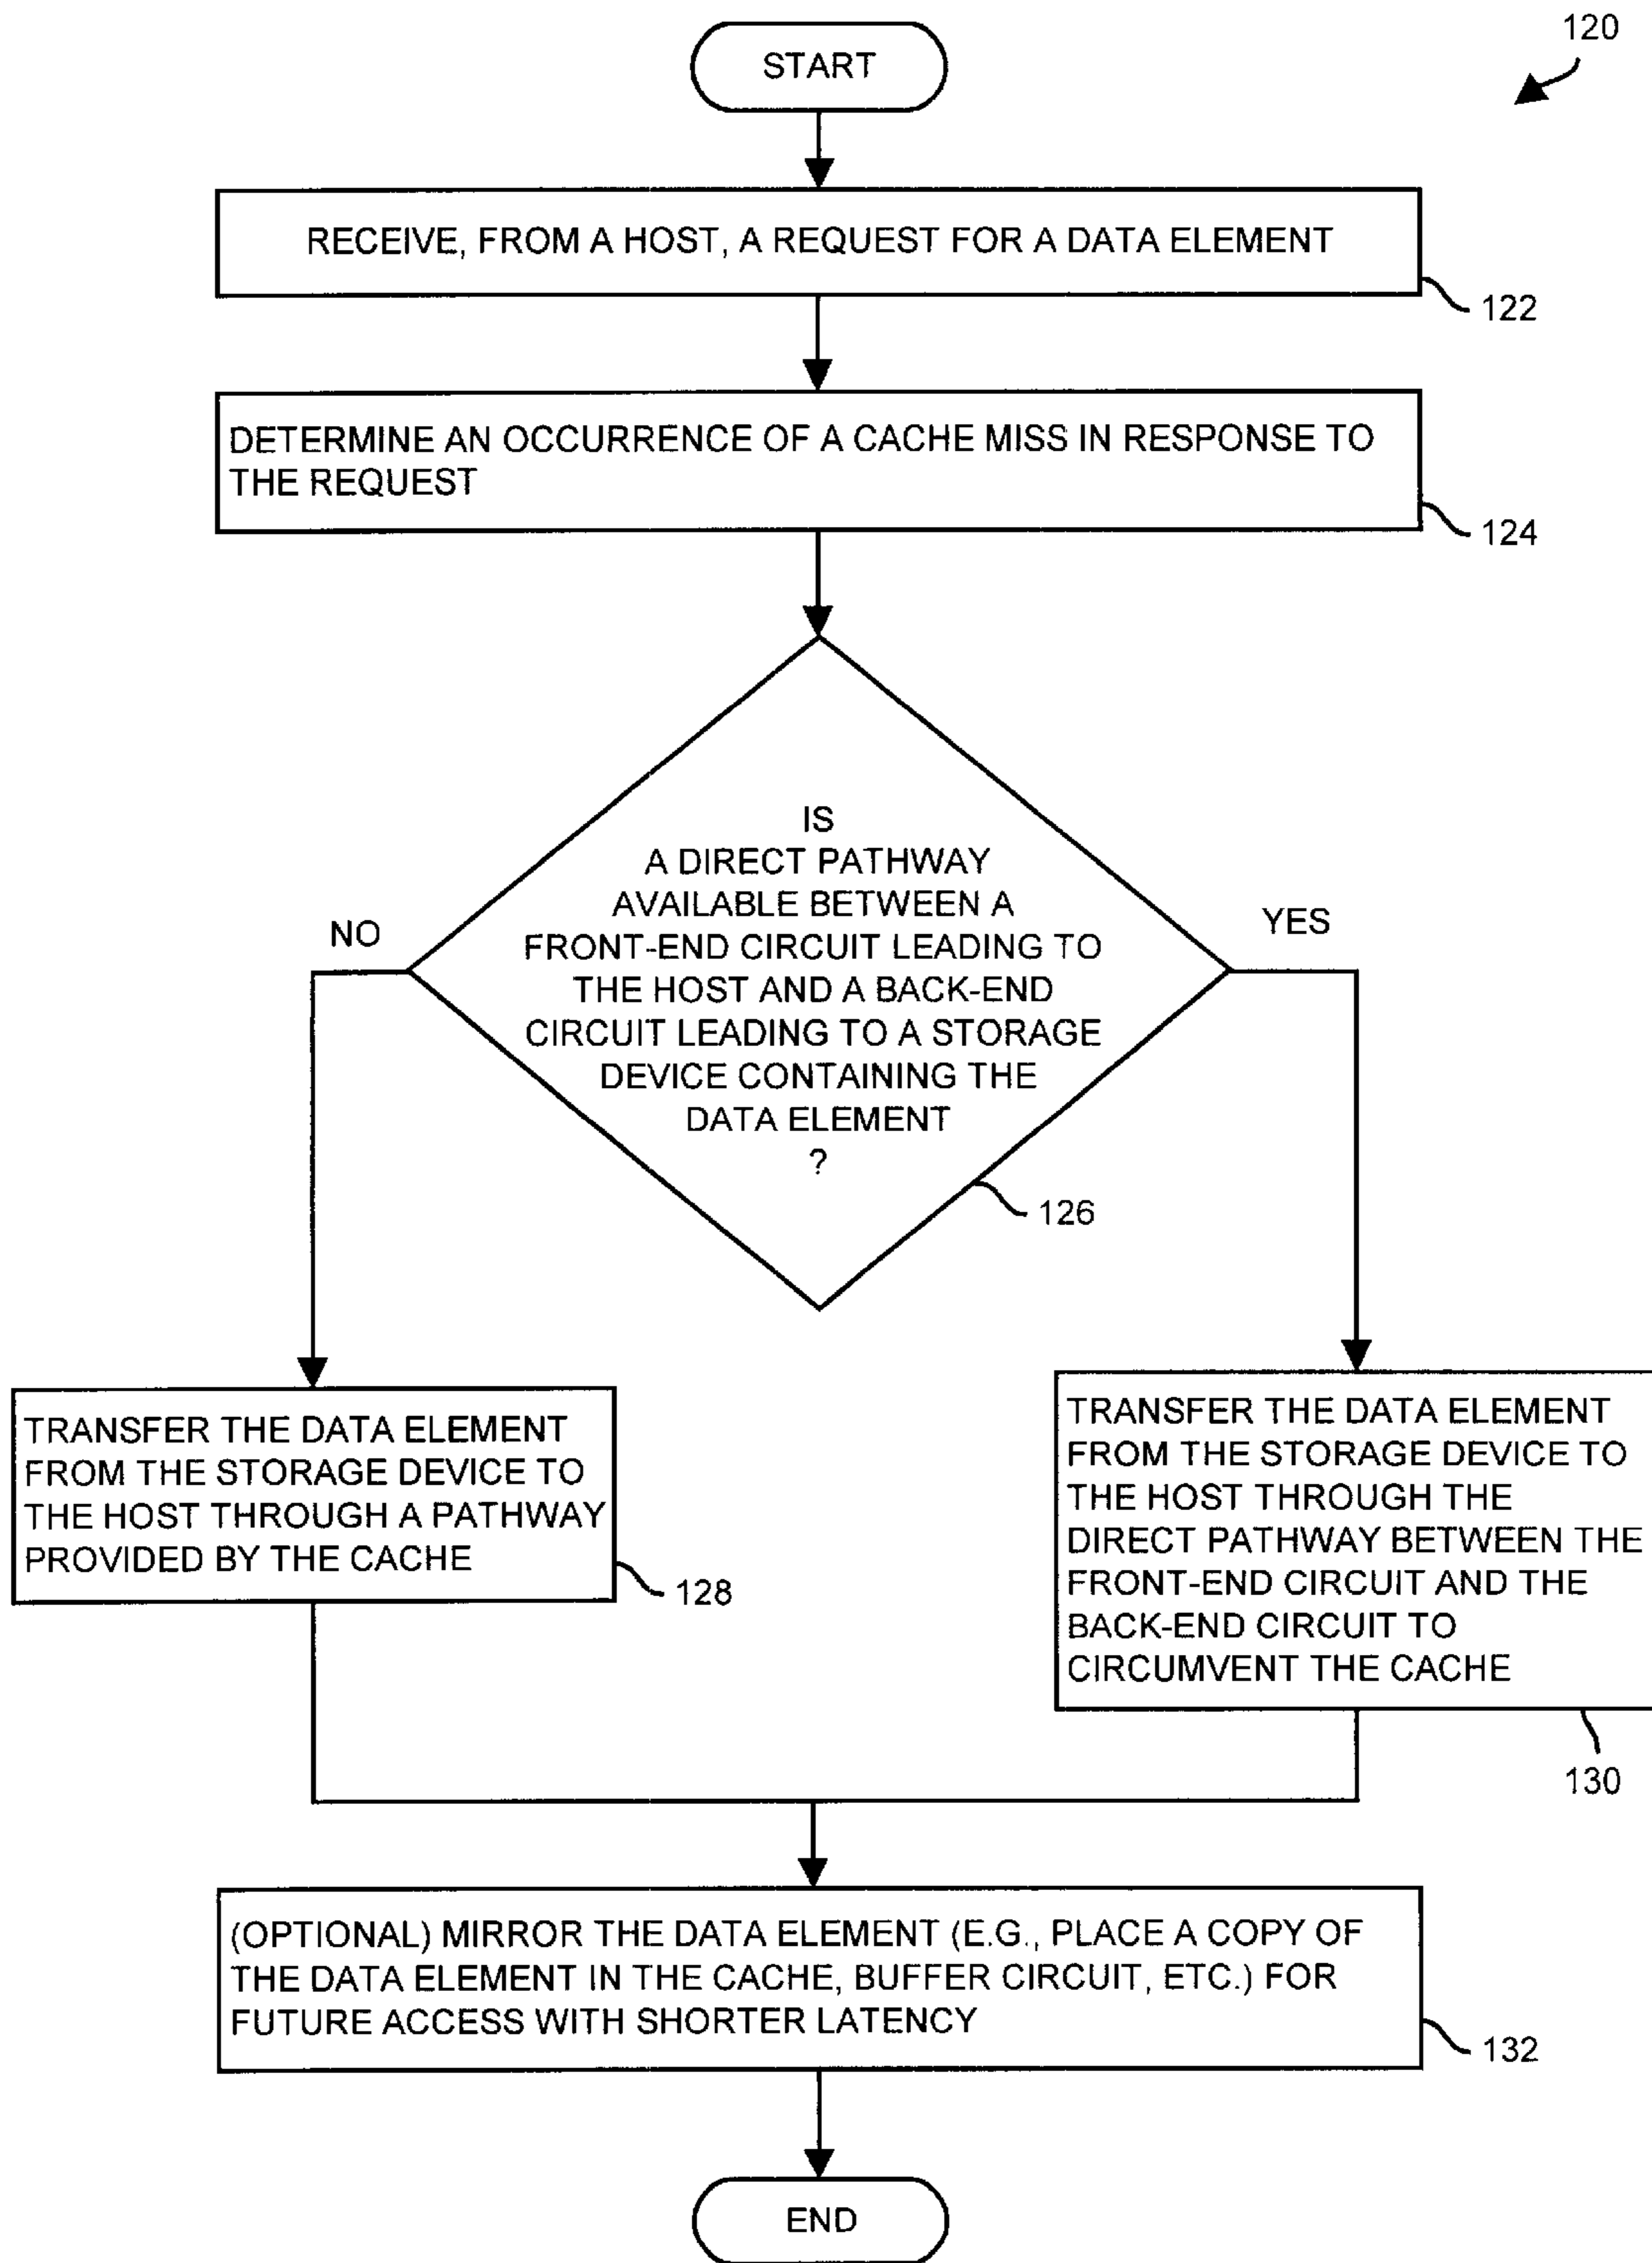 120
START
RECEIVE, FROM A HOST, A REQUEST FOR A DATA ELEMENT
122
DETERMINE AN OCCURRENCE OF A CACHE MISS IN RESPONSE TO
THE REQUEST
124
IS
A DIRECT PATHWAY
AVAILABLE BETWEEN A
FRONT-END CIRCUIT LEADING TO
THE HOST AND A BACK-END
CIRCUIT LEADING TO A STORAGE
DEVICE CONTAINING THE
DATA ELEMENT
?
126
NO
YES
TRANSFER THE DATA ELEMENT
FROM THE STORAGE DEVICE TO
THE HOST THROUGH A PATHWAY
PROVIDED BY THE CACHE
128
TRANSFER THE DATA ELEMENT
FROM THE STORAGE DEVICE TO
THE HOST THROUGH THE
DIRECT PATHWAY BETWEEN THE
FRONT-END CIRCUIT AND THE
BACK-END CIRCUIT TO
CIRCUMVENT THE CACHE
130
(OPTIONAL) MIRROR THE DATA ELEMENT (E.G., PLACE A COPY OF
THE DATA ELEMENT IN THE CACHE, BUFFER CIRCUIT, ETC.) FOR
FUTURE ACCESS WITH SHORTER LATENCY
132
END